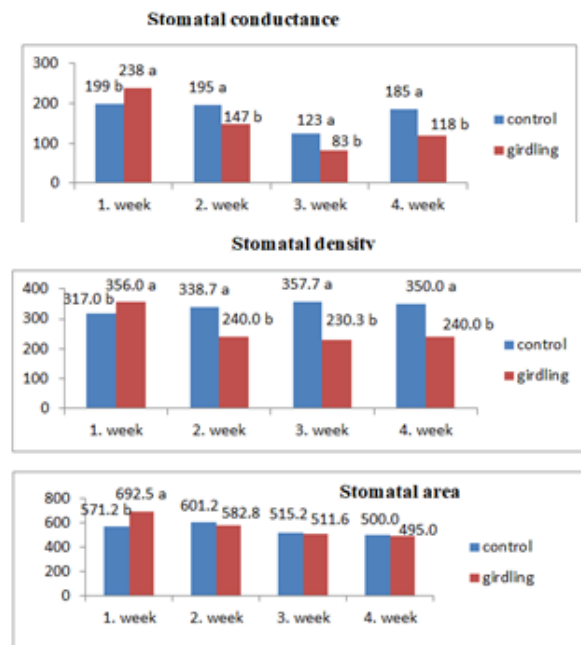 Stomatal conductance
300
200
100
0
199 b
238 a
195 a
147 b
123 a
83 b
185 a
118 b
1. week
2. week
3. week
4. week
control
girdling
Stomatal density
400
300
200
100
0
317.0 b
356.0 a
338.7 a
240.0 b
357.7 a
230.3 b
350.0 a
240.0 b
1. week
2. week
3. week
4. week
control
girdling
Stomatal area
800
600
400
200
0
571.2 b
692.5 a
601.2
582.8
515.2
511.6
500.0
495.0
1. week
2. week
3. week
4. week
control
girdling